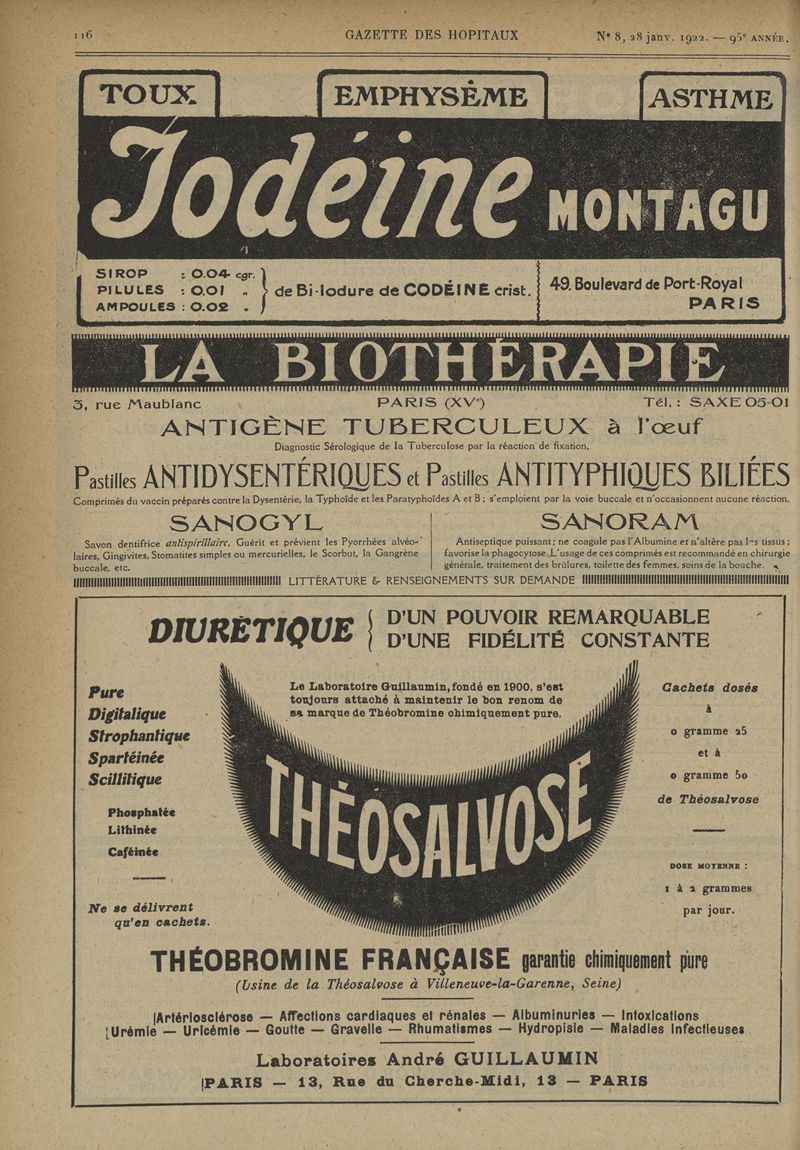 116 GAZETTE DES HOPITAUX N° 8, 28 janv. 1922. — 95e ANNÉE.
TOUX EMPHYSÈME ASTHME
Iodéine MONTAGU
SIROP : 0.04 cgr.
PILULES : 0.01 „
AMPOULES : 0.02 „
de Bi-Iodure de CODÉINE crist.
49, Boulevard de Port-Royal
PARIS
LA BIOTHÉRAPIE
3, rue Maublanc PARIS (XVe) Tél. : SAXE 05-01
ANTIGÈNE TUBERCULEUX à l'œuf
Diagnostic Sérologique de la Tuberculose par la réaction de fixation.
Pastilles ANTIDYSENTÉRIQUES et Pastilles ANTITYPHIQUES BILIÉES
Comprimés du vaccin préparés contre la Dysentérie, la Typhoïde et les Paratyphoïdes A et B ; s'emploient par la voie buccale et n'occasionnent aucune réaction.
SANOGYL
Savon dentifrice antispirillaire, Guérit et prévient les Pyorrhées alvéo-
laires, Gingivites, Stomatites simples ou mercurielles, le Scorbut, la Gangrène
buccale, etc.
SANORAM
Antiseptique puissant; ne coagule pas l'Albumine et n'altère pas les tissus ;
favorise la phagocytose. L'usage de ces comprimés est recommandé en chirurgie
générale, traitement des brûlures, toilette des femmes, soins de la bouche.
LITTÉRATURE & RENSEIGNEMENTS SUR DEMANDE
DIURÉTIQUE { D'UN POUVOIR REMARQUABLE
D'UNE FIDÉLITÉ CONSTANTE
Le Laboratoire Guillaumin, fondé en 1900, s'est
toujours attaché à maintenir le bon renom de
sa marque de Théobromine chimiquement pure.
Pure
Digitalique
Strophantique
Spartéinée
Scillitique
Phosphatée
Lithinée
Caféinée
Ne se délivrent
qu'en cachets.
THÉOSALVOSE
Cachets dosés
à
0 gramme 25
et à
0 gramme 50
de Théosalvose
DOSE MOYENNE :
1 à 2 grammes
par jour.
THÉOBROMINE FRANÇAISE garantie chimiquement pure
(Usine de la Théosalvose à Villeneuve-la-Garenne, Seine)
Artériosclérose — Affections cardiaques et rénales — Albuminuries — Intoxications
Urémie — Uricémie — Goutte — Gravelle — Rhumatismes — Hydropisie — Maladies Infectieuses
Laboratoires André GUILLAUMIN
PARIS — 13, Rue du Cherche-Midi, 13 — PARIS